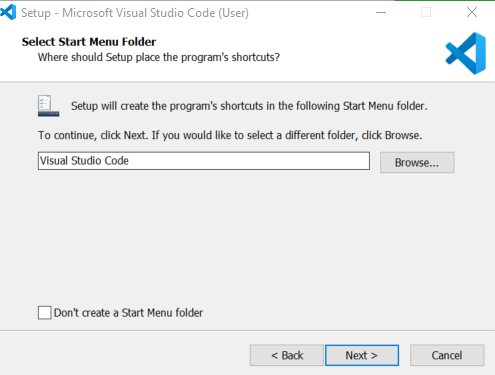 Setup - Microsoft Visual Studio Code (User)
Select Start Menu Folder
Where should Setup place the program's shortcuts?
Setup will create the program's shortcuts in the following Start Menu folder.
To continue, click Next. If you would like to select a different folder, click Browse.
Visual Studio Code
Browse...
Don't create a Start Menu folder
< Back
Next >
Cancel